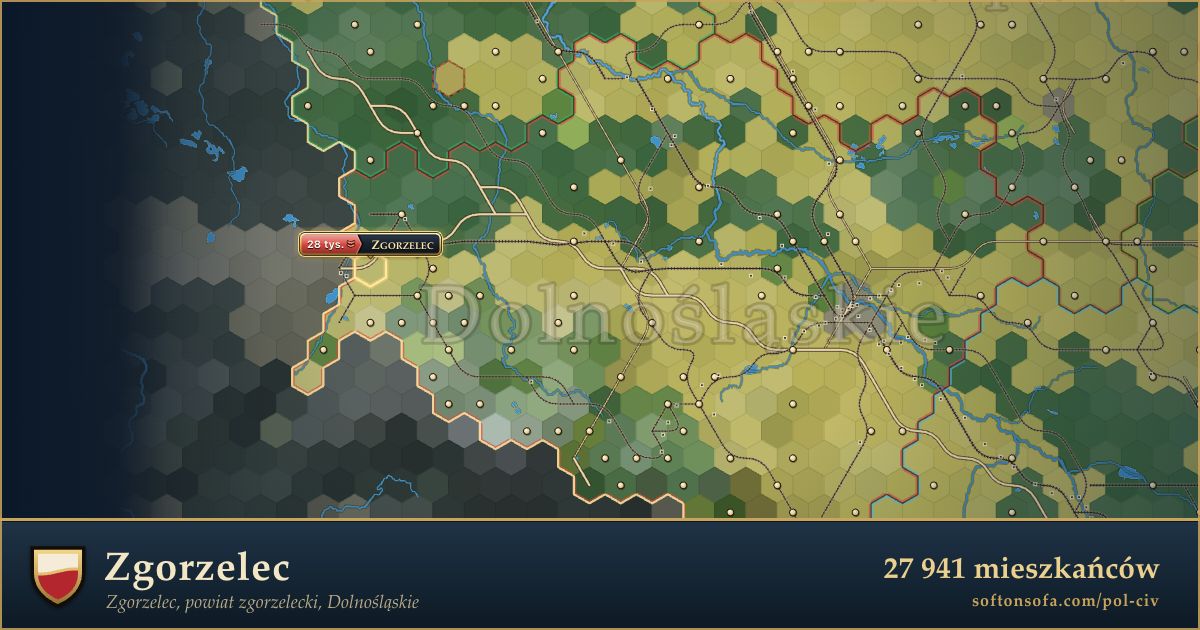 28 tys. Zgorzelec
Dolnośląskie
Zgorzelec
Zgorzelec, powiat zgorzelecki, Dolnośląskie
27 941 mieszkańców
softonsofa.com/pol-civ